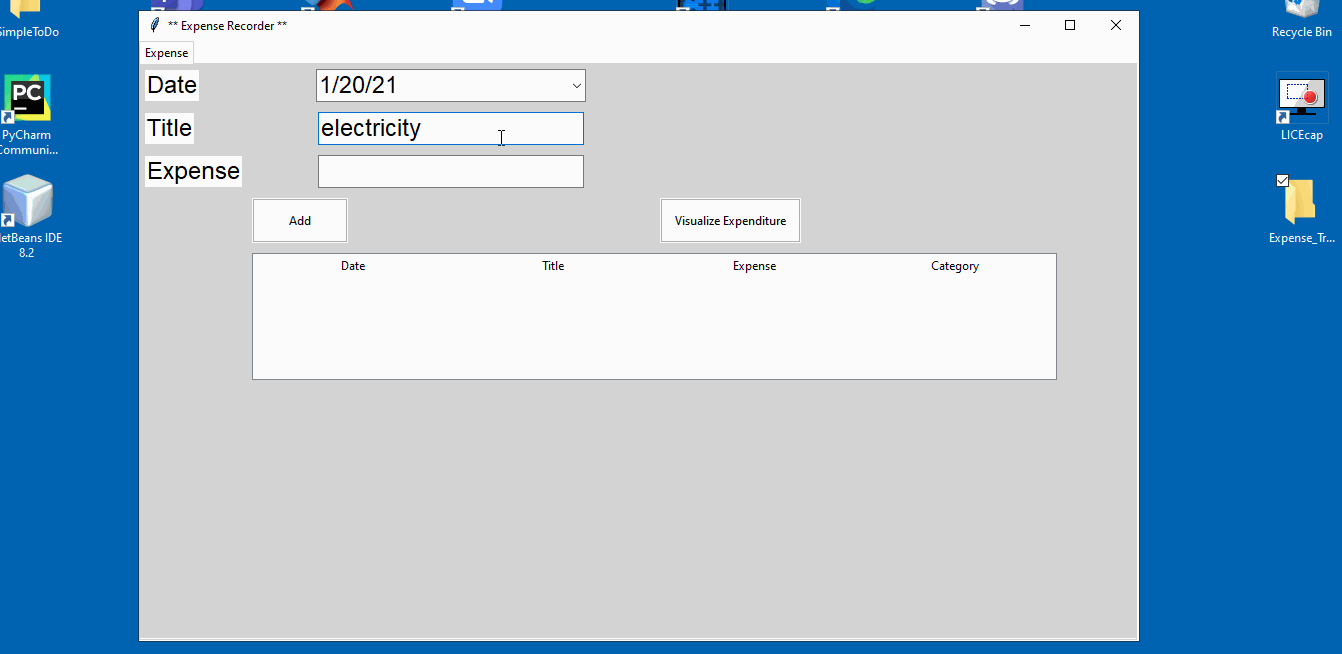 SimpleToDo
Recycle Bin
** Expense Recorder **
Expense
Date 1/20/21
PC
PyCharm
Communi...
LICEcap
Title electricity
Expense
Add Visualize Expenditure
NetBeans IDE
8.2
Expense_Tr...
Date Title Expense Category